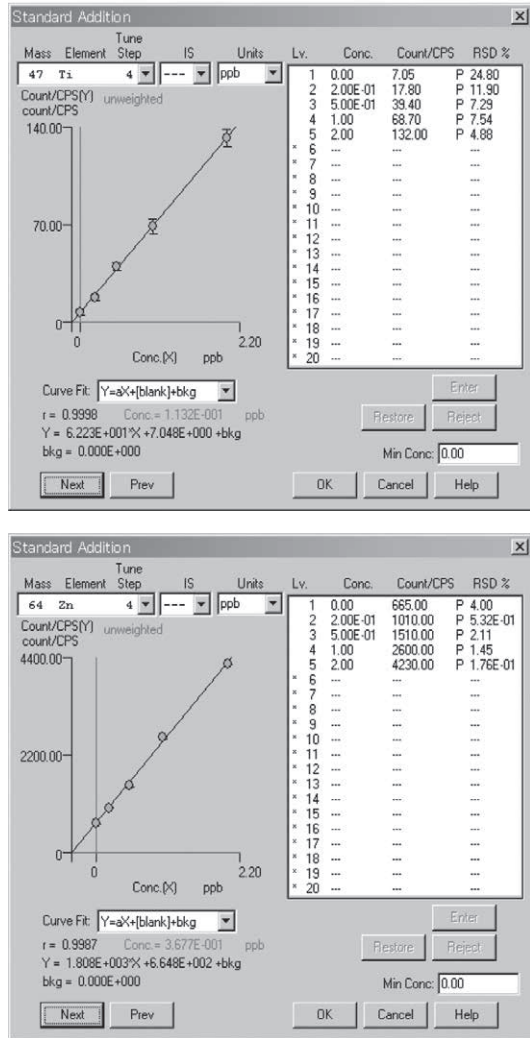 Standard Addition
Tune
Mass Element Step IS Units
47 Ti 4 --- ppb
Count/CPS(Y) unweighted
count/CPS
140.00
70.00
0
0 2.20
Conc.(X) ppb
Curve Fit: Y=aX+[blank]+bkg
r = 0.9998 Conc.= 1.132E-001 ppb
Y = 6.223E+001*X +7.048E+000 +bkg
bkg = 0.000E+000
Next Prev
Lv. Conc. Count/CPS RSD %
1 0.00 7.05 P 24.80
2 2.00E-01 17.80 P 11.90
3 5.00E-01 39.40 P 7.29
4 1.00 68.70 P 7.54
5 2.00 132.00 P 4.88
* 6 --- --- ---
* 7 --- --- ---
* 8 --- --- ---
* 9 --- --- ---
* 10 --- --- ---
* 11 --- --- ---
* 12 --- --- ---
* 13 --- --- ---
* 14 --- --- ---
* 15 --- --- ---
* 16 --- --- ---
* 17 --- --- ---
* 18 --- --- ---
* 19 --- --- ---
* 20 --- --- ---
Enter
Restore Reject
Min Conc: 0.00
OK Cancel Help
Standard Addition
Tune
Mass Element Step IS Units
64 Zn 4 --- ppb
Count/CPS(Y) unweighted
count/CPS
4400.00
2200.00
0
0 2.20
Conc.(X) ppb
Curve Fit: Y=aX+[blank]+bkg
r = 0.9987 Conc.= 3.677E-001 ppb
Y = 1.808E+003*X +6.648E+002 +bkg
bkg = 0.000E+000
Next Prev
Lv. Conc. Count/CPS RSD %
1 0.00 665.00 P 4.00
2 2.00E-01 1010.00 P 5.32E-01
3 5.00E-01 1510.00 P 2.11
4 1.00 2600.00 P 1.45
5 2.00 4230.00 P 1.76E-01
* 6 --- --- ---
* 7 --- --- ---
* 8 --- --- ---
* 9 --- --- ---
* 10 --- --- ---
* 11 --- --- ---
* 12 --- --- ---
* 13 --- --- ---
* 14 --- --- ---
* 15 --- --- ---
* 16 --- --- ---
* 17 --- --- ---
* 18 --- --- ---
* 19 --- --- ---
* 20 --- --- ---
Enter
Restore Reject
Min Conc: 0.00
OK Cancel Help